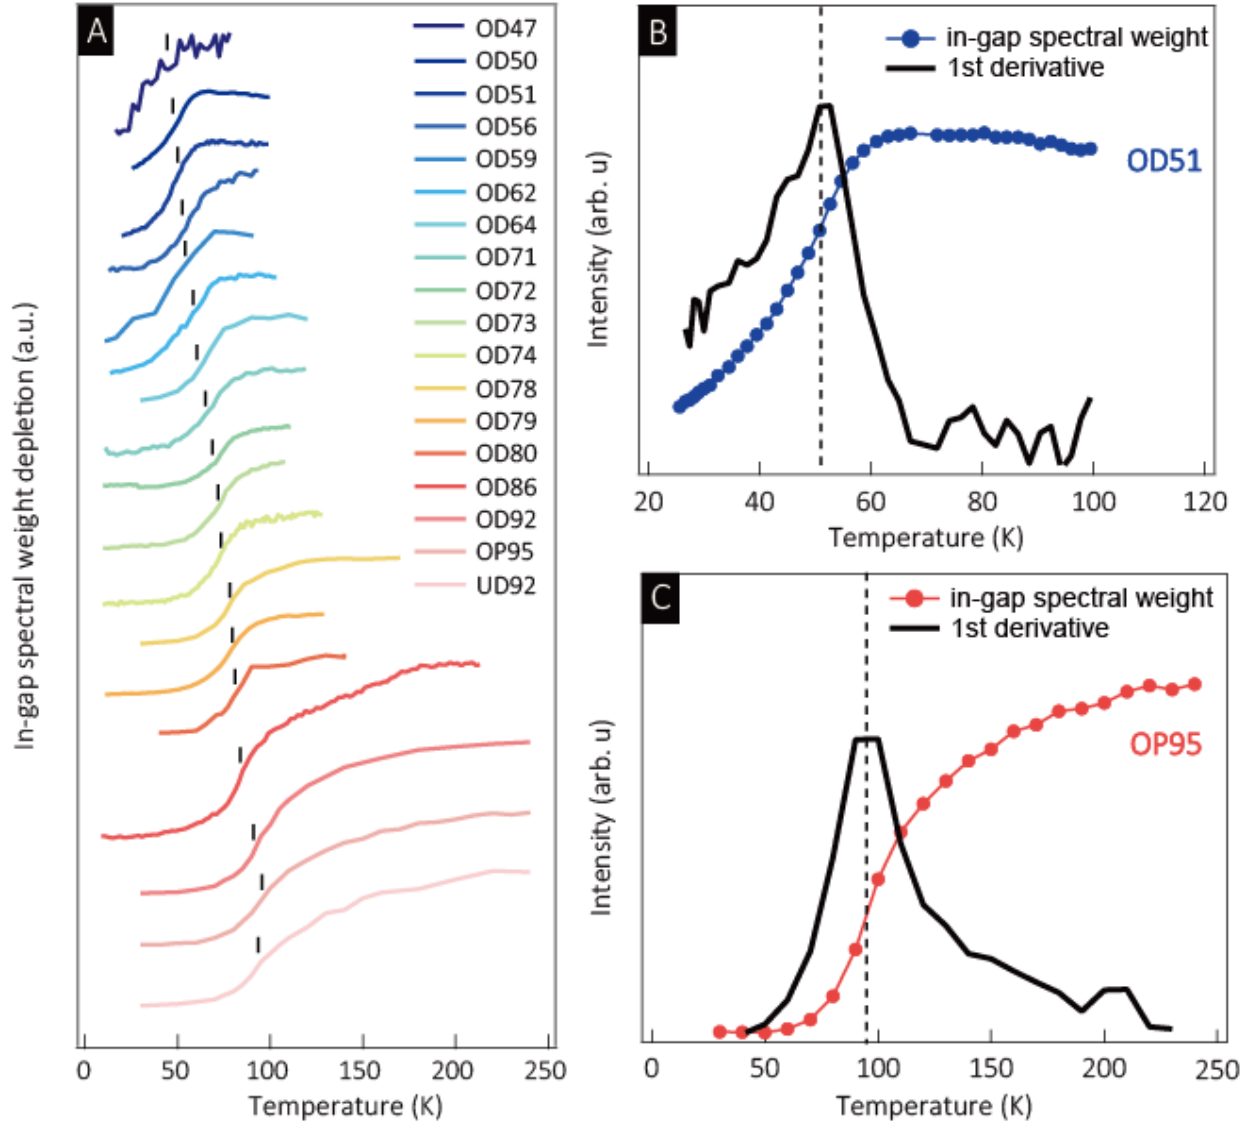 A
OD47
OD50
OD51
OD56
OD59
OD62
OD64
OD71
OD72
OD73
OD74
OD78
OD79
OD80
OD86
OD92
OP95
UD92
In-gap spectral weight depletion (a.u.)
0 50 100 150 200 250
Temperature (K)
B
in-gap spectral weight
1st derivative
OD51
Intensity (arb. u)
20 40 60 80 100 120
Temperature (K)
C
in-gap spectral weight
1st derivative
OP95
Intensity (arb. u)
0 50 100 150 200 250
Temperature (K)